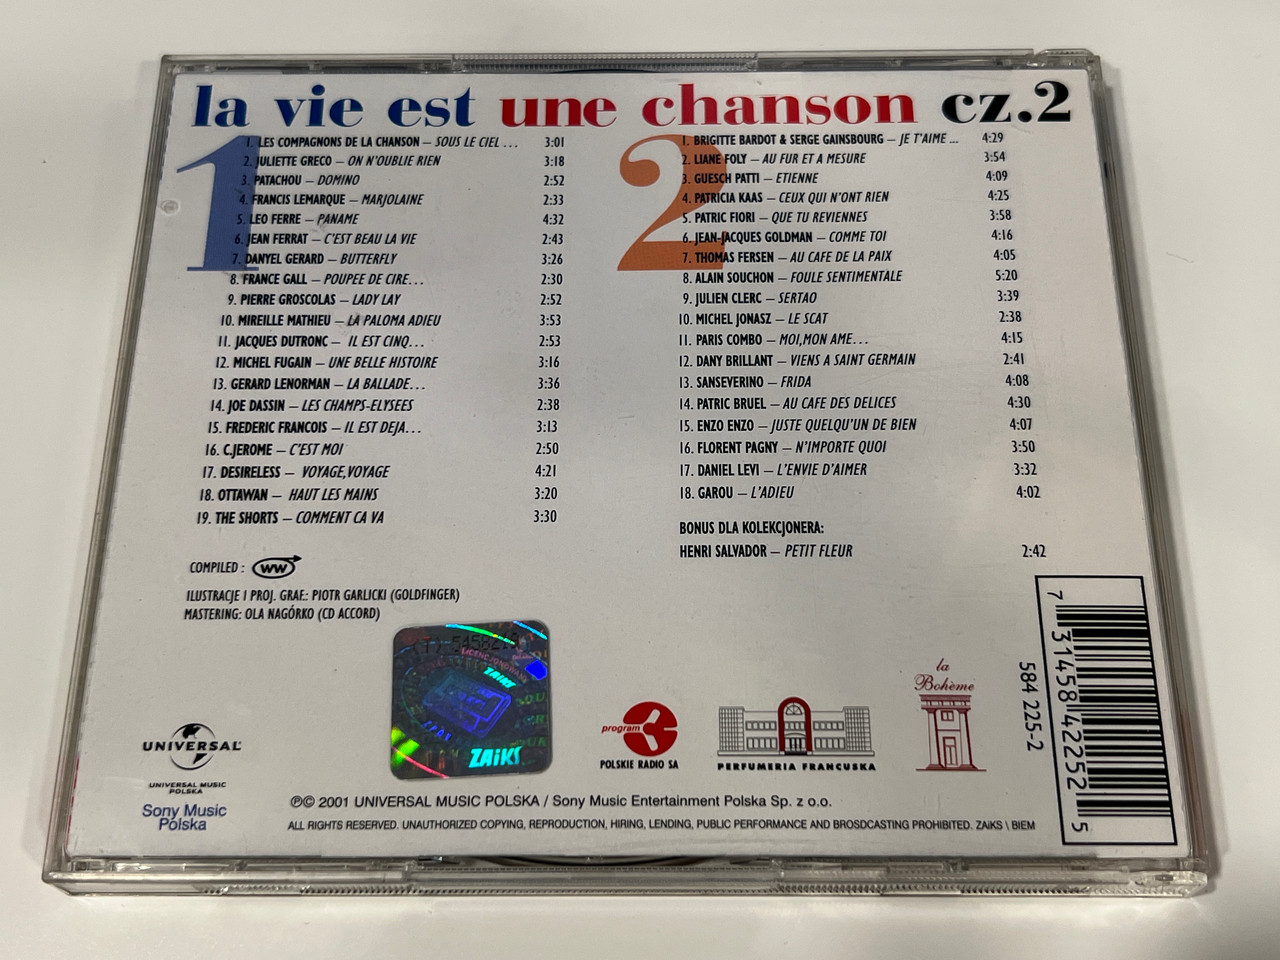 la vie est une chanson cz.2
1
1. LES COMPAGNONS DE LA CHANSON – SOUS LE CIEL ... 3:01
2. JULIETTE GRECO – ON N'OUBLIE RIEN 3:18
3. PATACHOU – DOMINO 2:52
4. FRANCIS LEMARQUE – MARJOLAINE 2:33
5. LEO FERRE – PANAME 4:32
6. JEAN FERRAT – C'EST BEAU LA VIE 2:43
7. DANYEL GERARD – BUTTERFLY 3:26
8. FRANCE GALL – POUPEE DE CIRE... 2:30
9. PIERRE GROSCOLAS – LADY LAY 2:52
10. MIREILLE MATHIEU – LA PALOMA ADIEU 3:53
11. JACQUES DUTRONC – IL EST CINQ... 2:53
12. MICHEL FUGAIN – UNE BELLE HISTOIRE 3:16
13. GERARD LENORMAN – LA BALLADE... 3:36
14. JOE DASSIN – LES CHAMPS-ELYSEES 2:38
15. FREDERIC FRANCOIS – IL EST DEJA... 3:13
16. C.JEROME – C'EST MOI 2:50
17. DESIRELESS – VOYAGE,VOYAGE 4:21
18. OTTAWAN – HAUT LES MAINS 3:20
19. THE SHORTS – COMMENT CA VA 3:30
2
1. BRIGITTE BARDOT & SERGE GAINSBOURG – JE T'AIME ... 4:29
2. LIANE FOLY – AU FUR ET A MESURE 3:54
3. GUESCH PATTI – ETIENNE 4:09
4. PATRICIA KAAS – CEUX QUI N'ONT RIEN 4:25
5. PATRIC FIORI – QUE TU REVIENNES 3:58
6. JEAN-JACQUES GOLDMAN – COMME TOI 4:16
7. THOMAS FERSEN – AU CAFE DE LA PAIX 4:05
8. ALAIN SOUCHON – FOULE SENTIMENTALE 5:20
9. JULIEN CLERC – SERTAO 3:39
10. MICHEL JONASZ – LE SCAT 2:38
11. PARIS COMBO – MOI,MON AME... 4:15
12. DANY BRILLANT – VIENS A SAINT GERMAIN 2:41
13. SANSEVERINO – FRIDA 4:08
14. PATRIC BRUEL – AU CAFE DES DELICES 4:30
15. ENZO ENZO – JUSTE QUELQU'UN DE BIEN 4:07
16. FLORENT PAGNY – N'IMPORTE QUOI 3:50
17. DANIEL LEVI – L'ENVIE D'AIMER 3:32
18. GAROU – L'ADIEU 4:02
BONUS DLA KOLEKCJONERA:
HENRI SALVADOR – PETIT FLEUR 2:42
COMPILED : WW
ILUSTRACJE I PROJ. GRAF.: PIOTR GARLICKI (GOLDFINGER)
MASTERING: OLA NAGÓRKO (CD ACCORD)
LICENCJONOWANY
ZAiKS
ZAiKS
UNIVERSAL
UNIVERSAL MUSIC
POLSKA
Sony Music
Polska
program
POLSKIE RADIO SA
PERFUMERIA FRANCUSKA
la
Bohème
584 225-2
7 31458 42252 5
℗© 2001 UNIVERSAL MUSIC POLSKA / Sony Music Entertainment Polska Sp. z o.o.
ALL RIGHTS RESERVED. UNAUTHORIZED COPYING, REPRODUCTION, HIRING, LENDING, PUBLIC PERFORMANCE AND BROSDCASTING PROHIBITED. ZAiKS \ BIEM